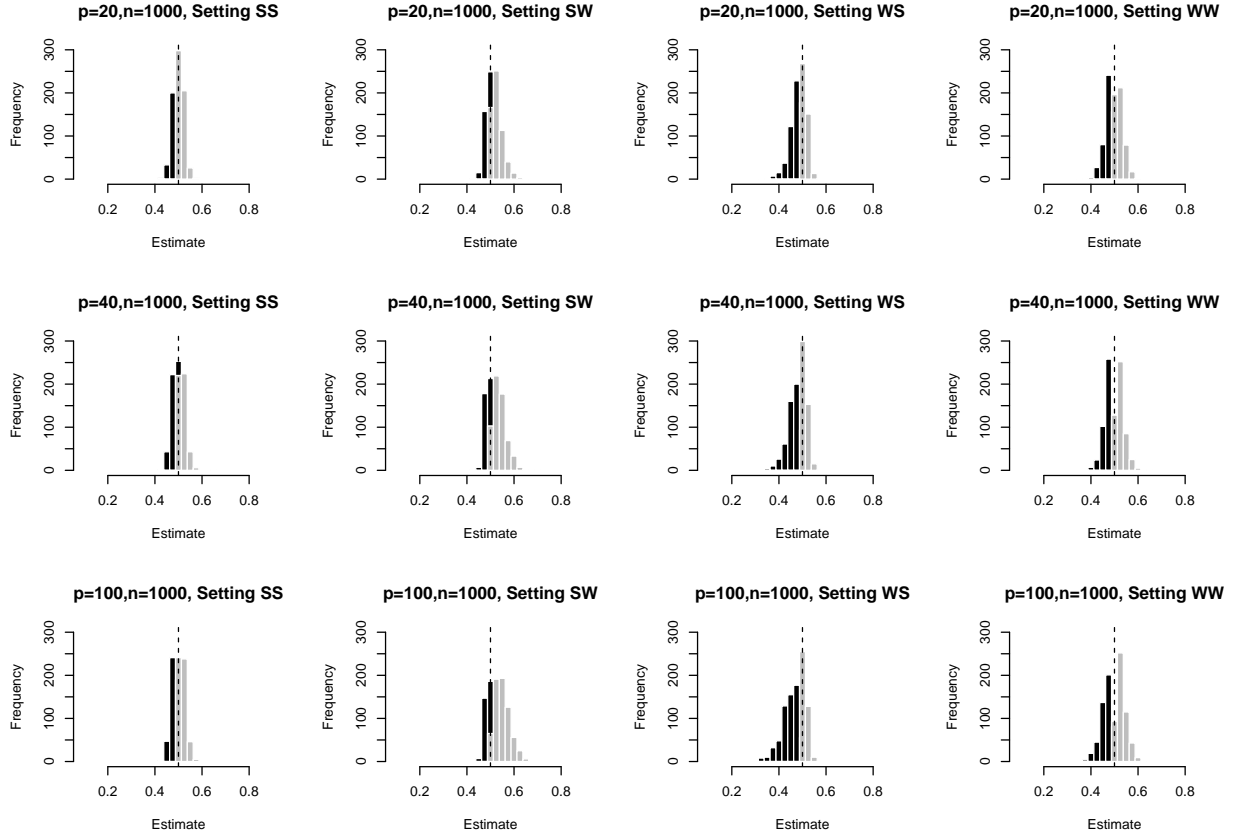 p=20,n=1000, Setting SS
p=20,n=1000, Setting SW
p=20,n=1000, Setting WS
p=20,n=1000, Setting WW
Frequency
0 100 200 300
0.2 0.4 0.6 0.8
Estimate
Frequency
0 100 200 300
0.2 0.4 0.6 0.8
Estimate
Frequency
0 100 200 300
0.2 0.4 0.6 0.8
Estimate
Frequency
0 100 200 300
0.2 0.4 0.6 0.8
Estimate
p=40,n=1000, Setting SS
p=40,n=1000, Setting SW
p=40,n=1000, Setting WS
p=40,n=1000, Setting WW
Frequency
0 100 200 300
0.2 0.4 0.6 0.8
Estimate
Frequency
0 100 200 300
0.2 0.4 0.6 0.8
Estimate
Frequency
0 100 200 300
0.2 0.4 0.6 0.8
Estimate
Frequency
0 100 200 300
0.2 0.4 0.6 0.8
Estimate
p=100,n=1000, Setting SS
p=100,n=1000, Setting SW
p=100,n=1000, Setting WS
p=100,n=1000, Setting WW
Frequency
0 100 200 300
0.2 0.4 0.6 0.8
Estimate
Frequency
0 100 200 300
0.2 0.4 0.6 0.8
Estimate
Frequency
0 100 200 300
0.2 0.4 0.6 0.8
Estimate
Frequency
0 100 200 300
0.2 0.4 0.6 0.8
Estimate